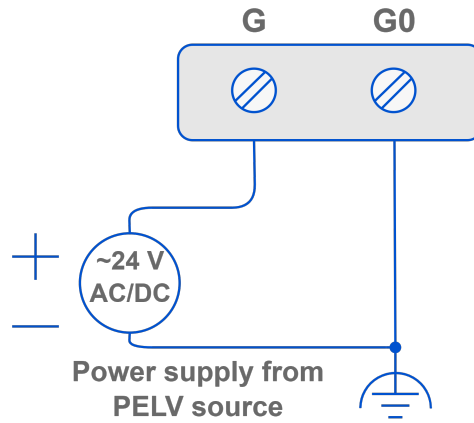 G G0
~24 V
AC/DC
Power supply from
PELV source